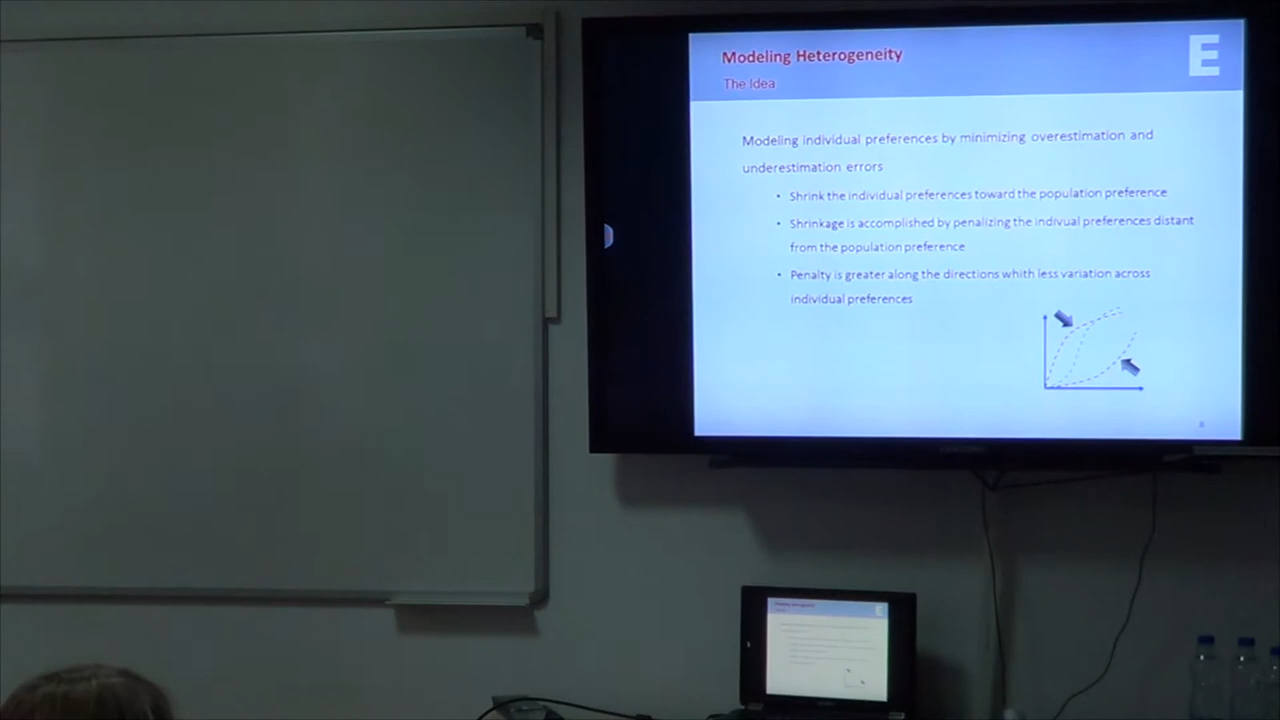 Modeling Heterogeneity
E
The Idea
Modeling individual preferences by minimizing overestimation and
underestimation errors
• Shrink the individual preferences toward the population preference
• Shrinkage is accomplished by penalizing the indivual preferences distant
from the population preference
• Penalty is greater along the directions whith less variation across
individual preferences
8